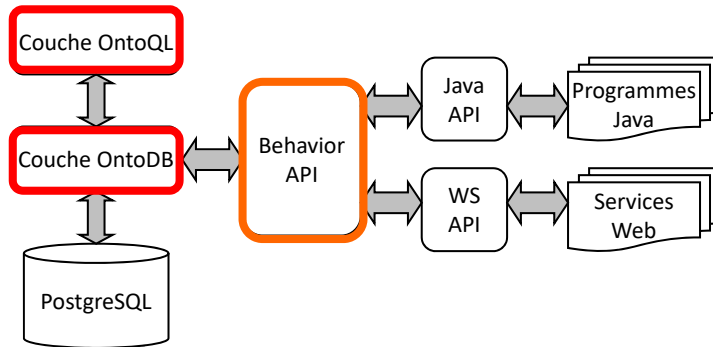 Couche OntoQL
Couche OntoDB
PostgreSQL
Behavior
API
Java
API
Programmes
Java
WS
API
Services
Web